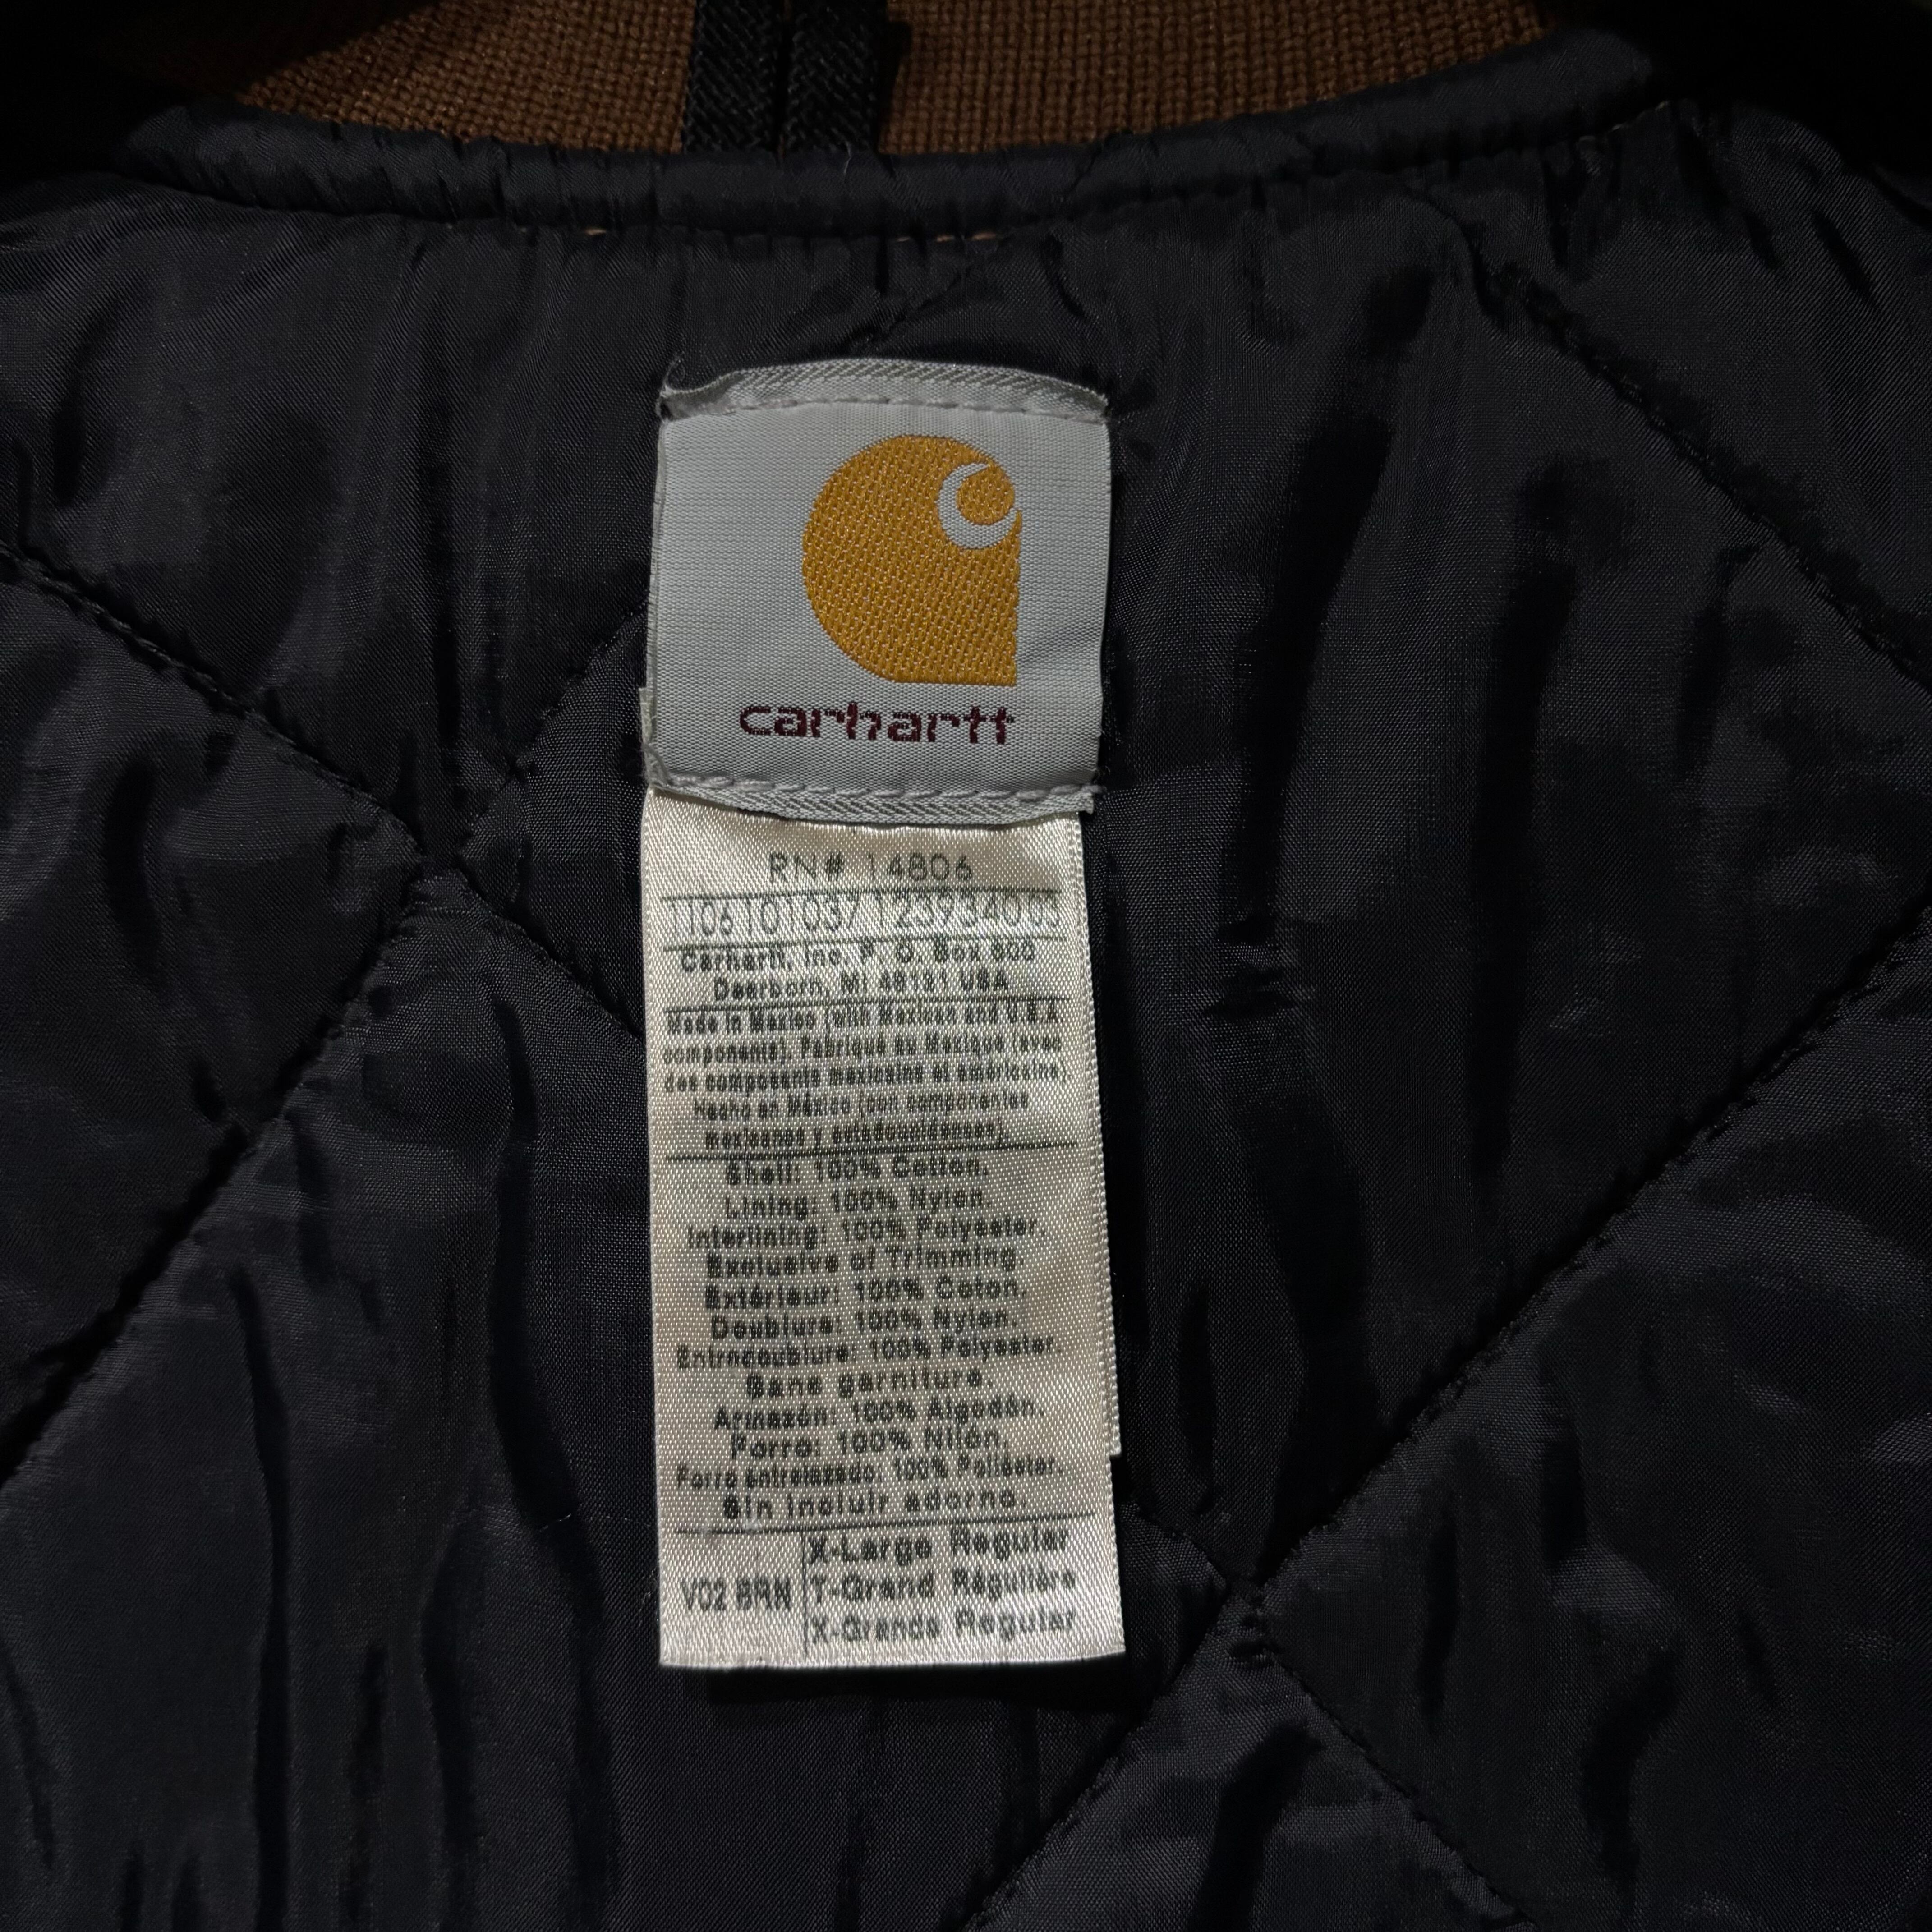 carhartt
RN# 14806
Carhartt, Inc. P. O. Box 600
Dearborn, MI 48121 USA
Made in Mexico (with Mexican and U.S.A.
components). Fabriqué au Mexique (avec
des composants mexicains et américains).
Hecho en México (con componentes
mexicanos y estadounidenses).
Shell: 100% Cotton.
Lining: 100% Nylon.
Interlining: 100% Polyester.
Exclusive of Trimming
Extérieur: 100% Coton.
Doublure: 100% Nylon.
Entrndoublure: 100% Polyester.
Sans garniture
Armazón: 100% Algodón.
Forro: 100% Nilón.
Forro entrelazado: 100% Poliéster.
Sin incluir adorno.
X-Large Regular
V02 BRN T-Grand Régulière
X-Grande Regular